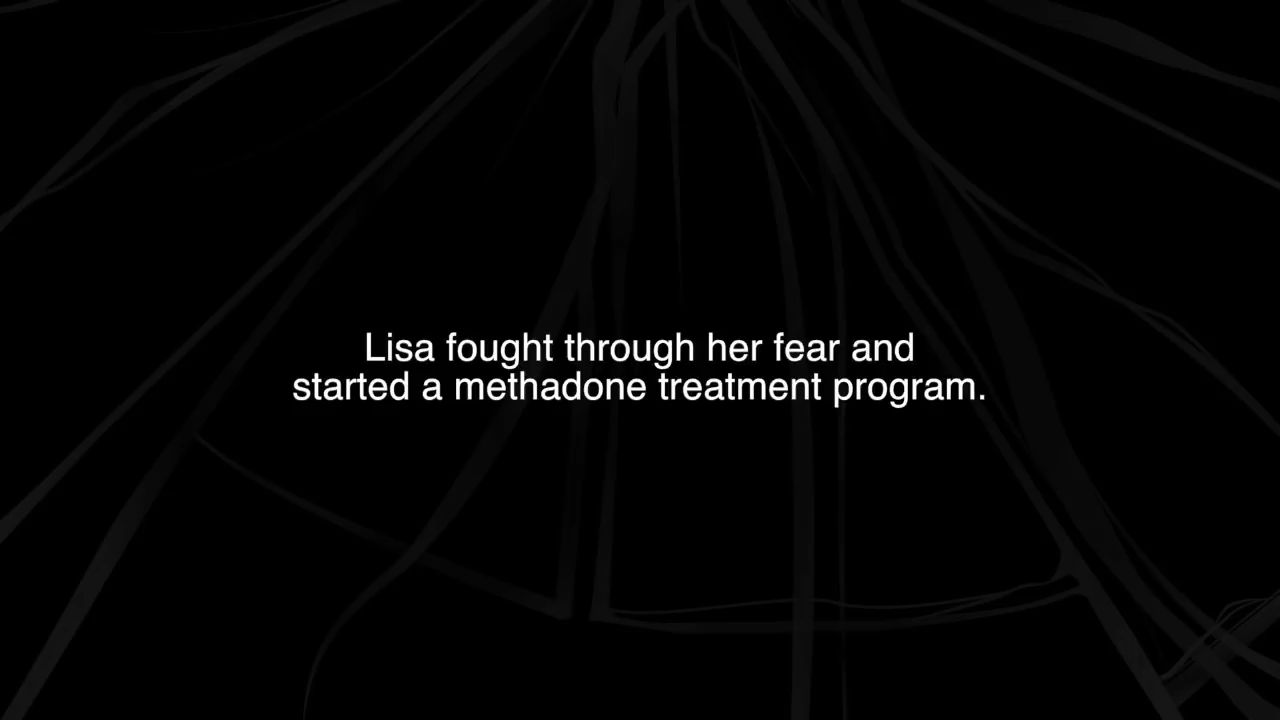 Lisa fought through her fear and
started a methadone treatment program.